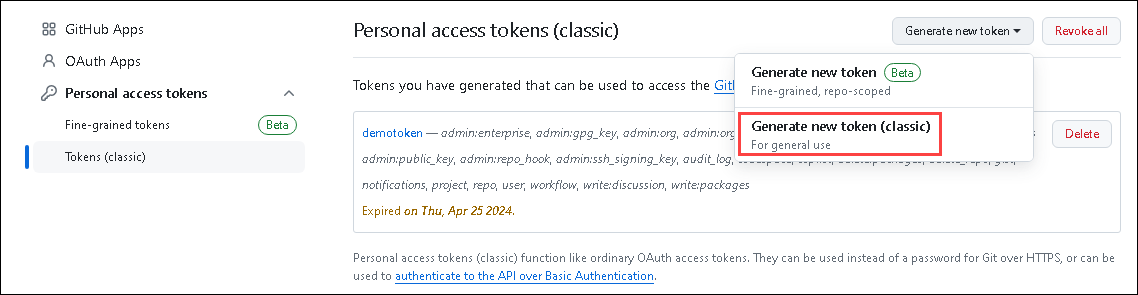 GitHub Apps
OAuth Apps
Personal access tokens
Fine-grained tokens Beta
Tokens (classic)
Personal access tokens (classic)
Generate new token
Revoke all
Generate new token Beta
Fine-grained, repo-scoped
Generate new token (classic)
For general use
Tokens you have generated that can be used to access the
demotoken — admin:enterprise, admin:gpg_key, admin:org,
Delete
admin:public_key, admin:repo_hook, admin:ssh_signing_key, audit_log,
notifications, project, repo, user, workflow, write:discussion, write:packages
Expired on Thu, Apr 25 2024.
Personal access tokens (classic) function like ordinary OAuth access tokens. They can be used instead of a password for Git over HTTPS, or can be
used to authenticate to the API over Basic Authentication.